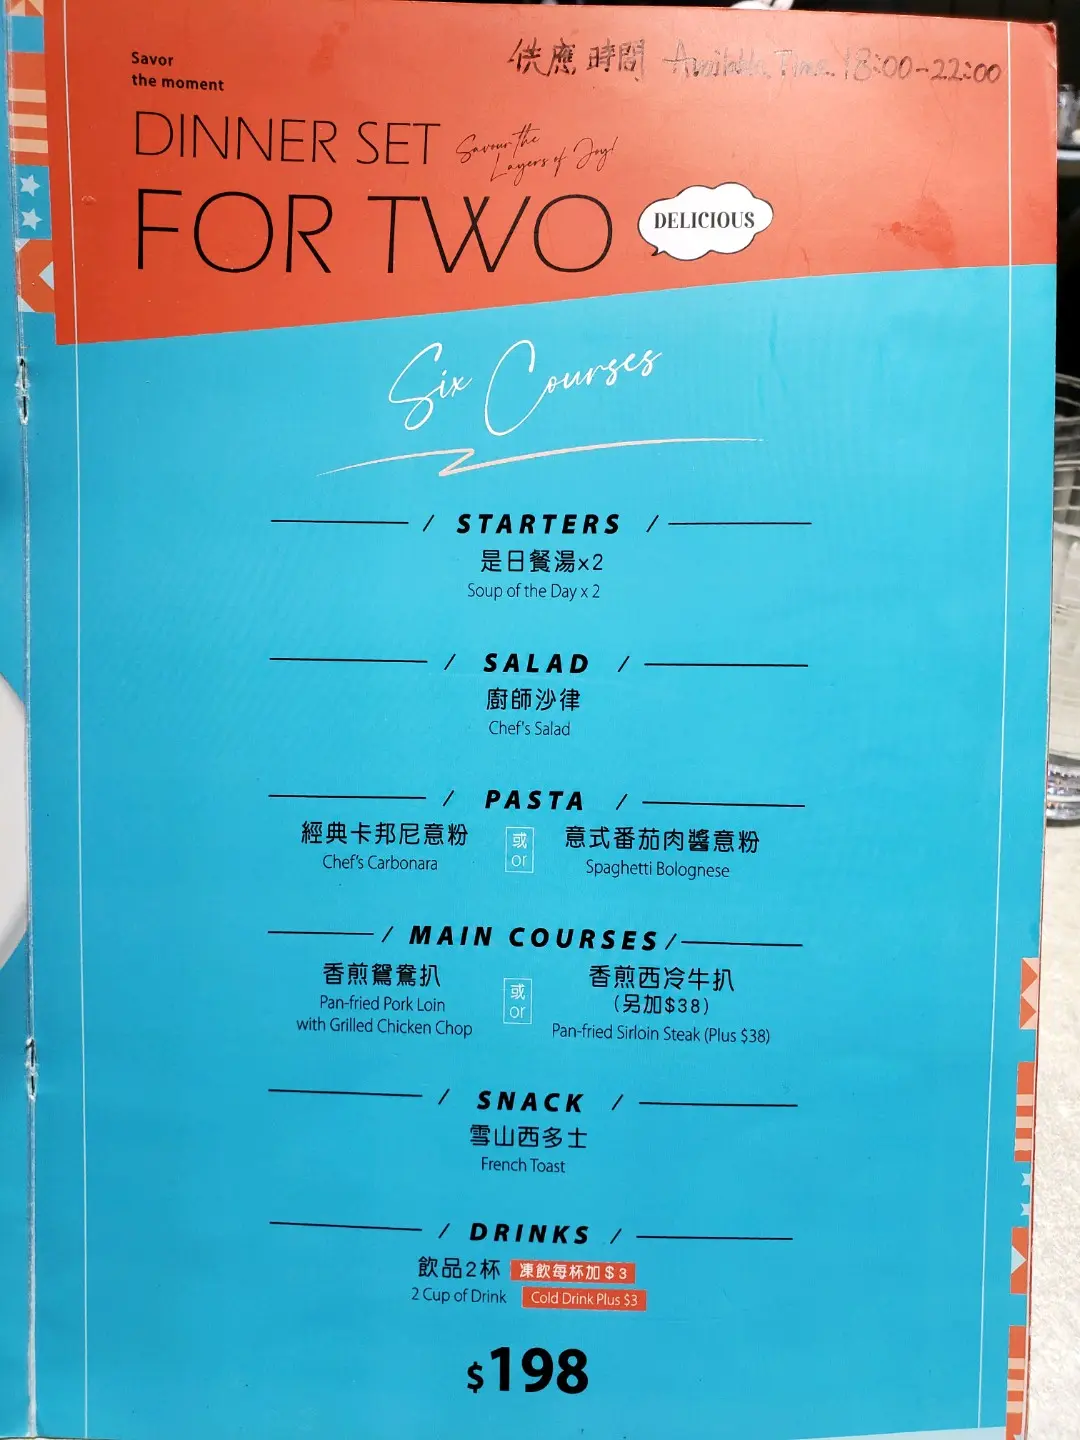 供應時間 Available Time 18:00-22:00
Savor
the moment
DINNER SET
Savour the
Layers of Joy!
FOR TWO
DELICIOUS
Six Courses
/ STARTERS /
是日餐湯x2
Soup of the Day x 2
/ SALAD /
廚師沙律
Chef's Salad
/ PASTA /
經典卡邦尼意粉 或 意式番茄肉醬意粉
Chef's Carbonara or Spaghetti Bolognese
/ MAIN COURSES /
香煎鴛鴦扒 或 香煎西冷牛扒
(另加$38)
Pan-fried Pork Loin or
with Grilled Chicken Chop Pan-fried Sirloin Steak (Plus $38)
/ SNACK /
雪山西多士
French Toast
/ DRINKS /
飲品2杯 凍飲每杯加$3
2 Cup of Drink Cold Drink Plus $3
$198